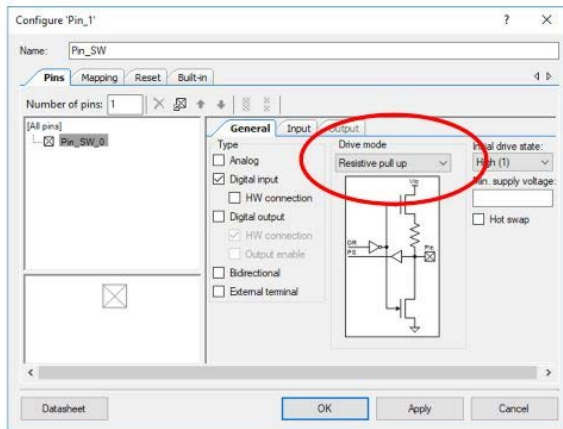 Configure 'Pin_1'
? X
Name: Pin_SW
Pins Mapping Reset Built-in
Number of pins: 1
[All pins]
Pin_SW_0
General Input Output
Type
Analog
Digital input
HW connection
Digital output
HW connection
Output enable
Bidirectional
External terminal
Drive mode
Resistive pull up
Vio
DR
PS
Pin
Initial drive state:
High (1)
Min. supply voltage:
Hot swap
Datasheet OK Apply Cancel